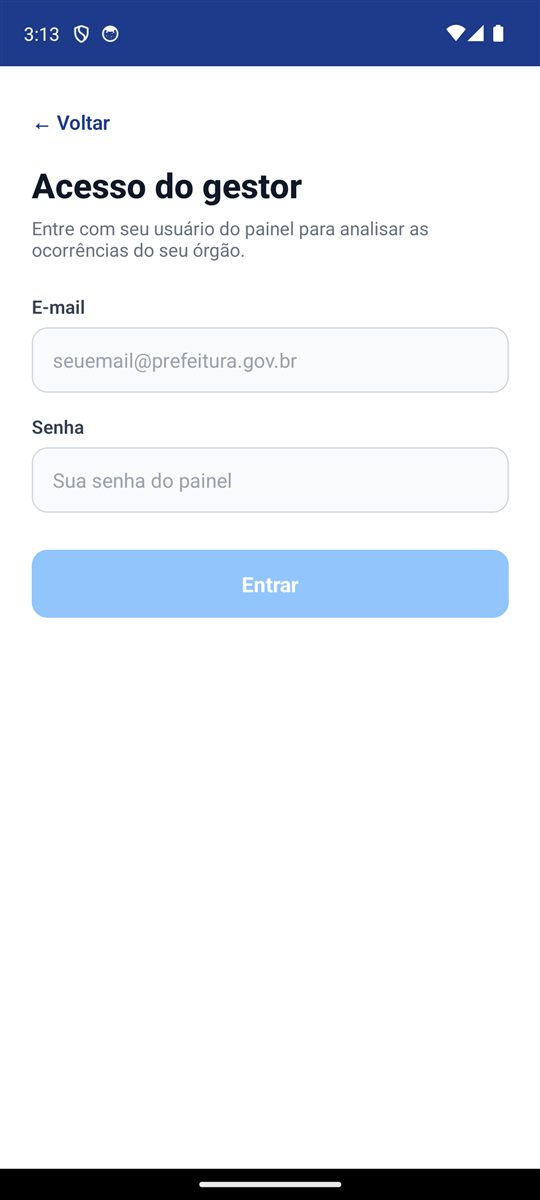 3:13
← Voltar
Acesso do gestor
Entre com seu usuário do painel para analisar as
ocorrências do seu órgão.
E-mail
seuemail@prefeitura.gov.br
Senha
Sua senha do painel
Entrar